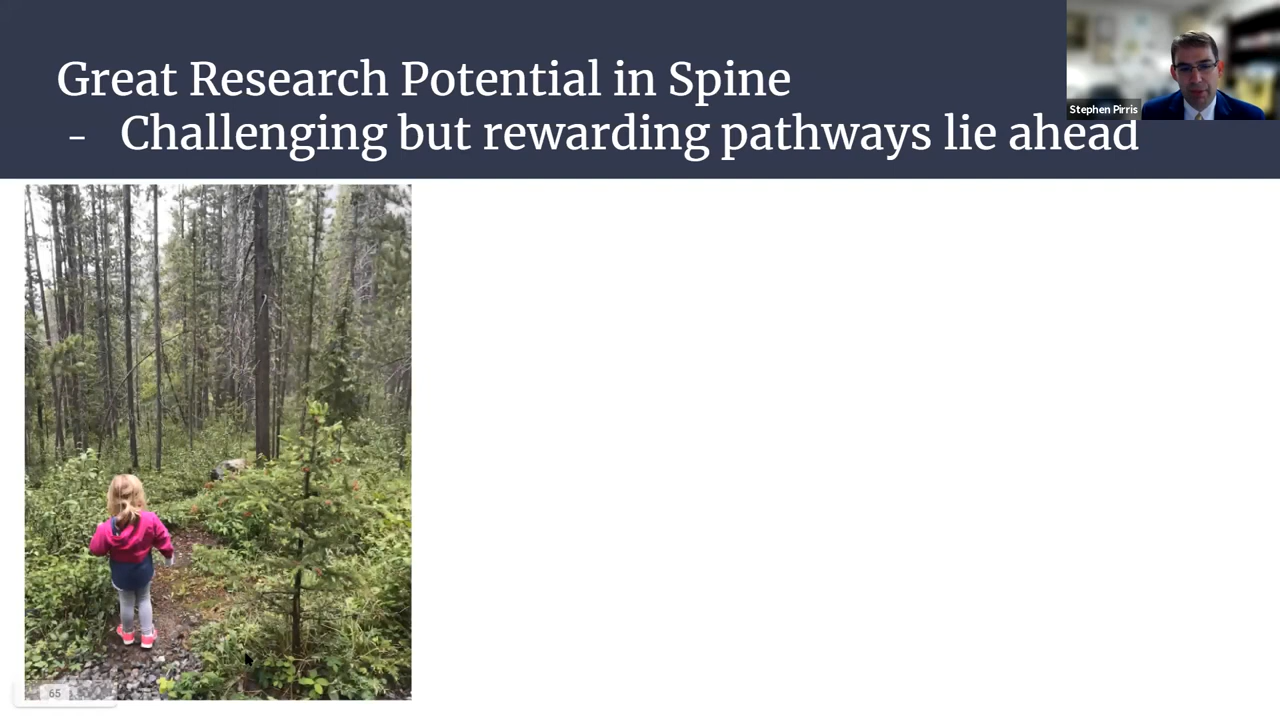 Great Research Potential in Spine
- Challenging but rewarding pathways lie ahead
Stephen Pirris
65